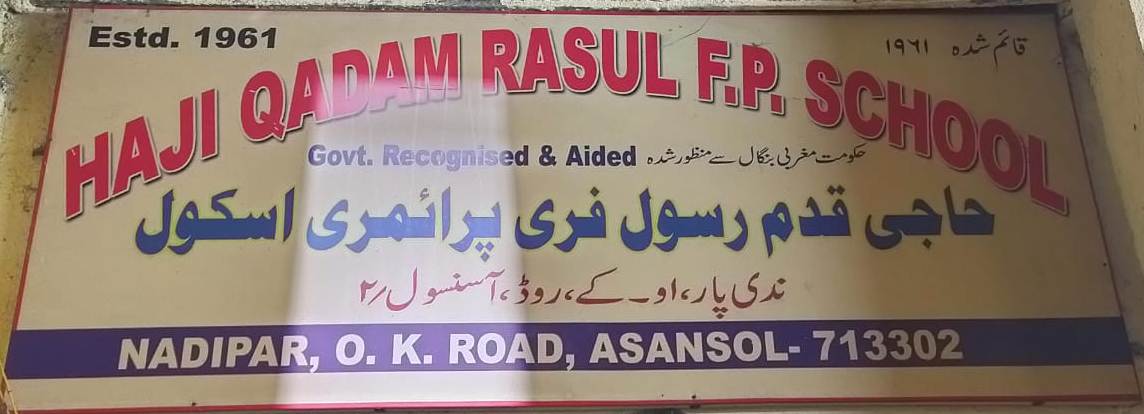 Estd. 1961 قائم شدہ ۱۹۶۱
HAJI QADAM RASUL F.P. SCHOOL
Govt. Recognised & Aided حکومت مغربی بنگال سے منظور شدہ
حاجی قدم رسول فری پرائمری اسکول
ندی پار، او۔ کے، روڈ، آسنسول/۲
NADIPAR, O. K. ROAD, ASANSOL- 713302